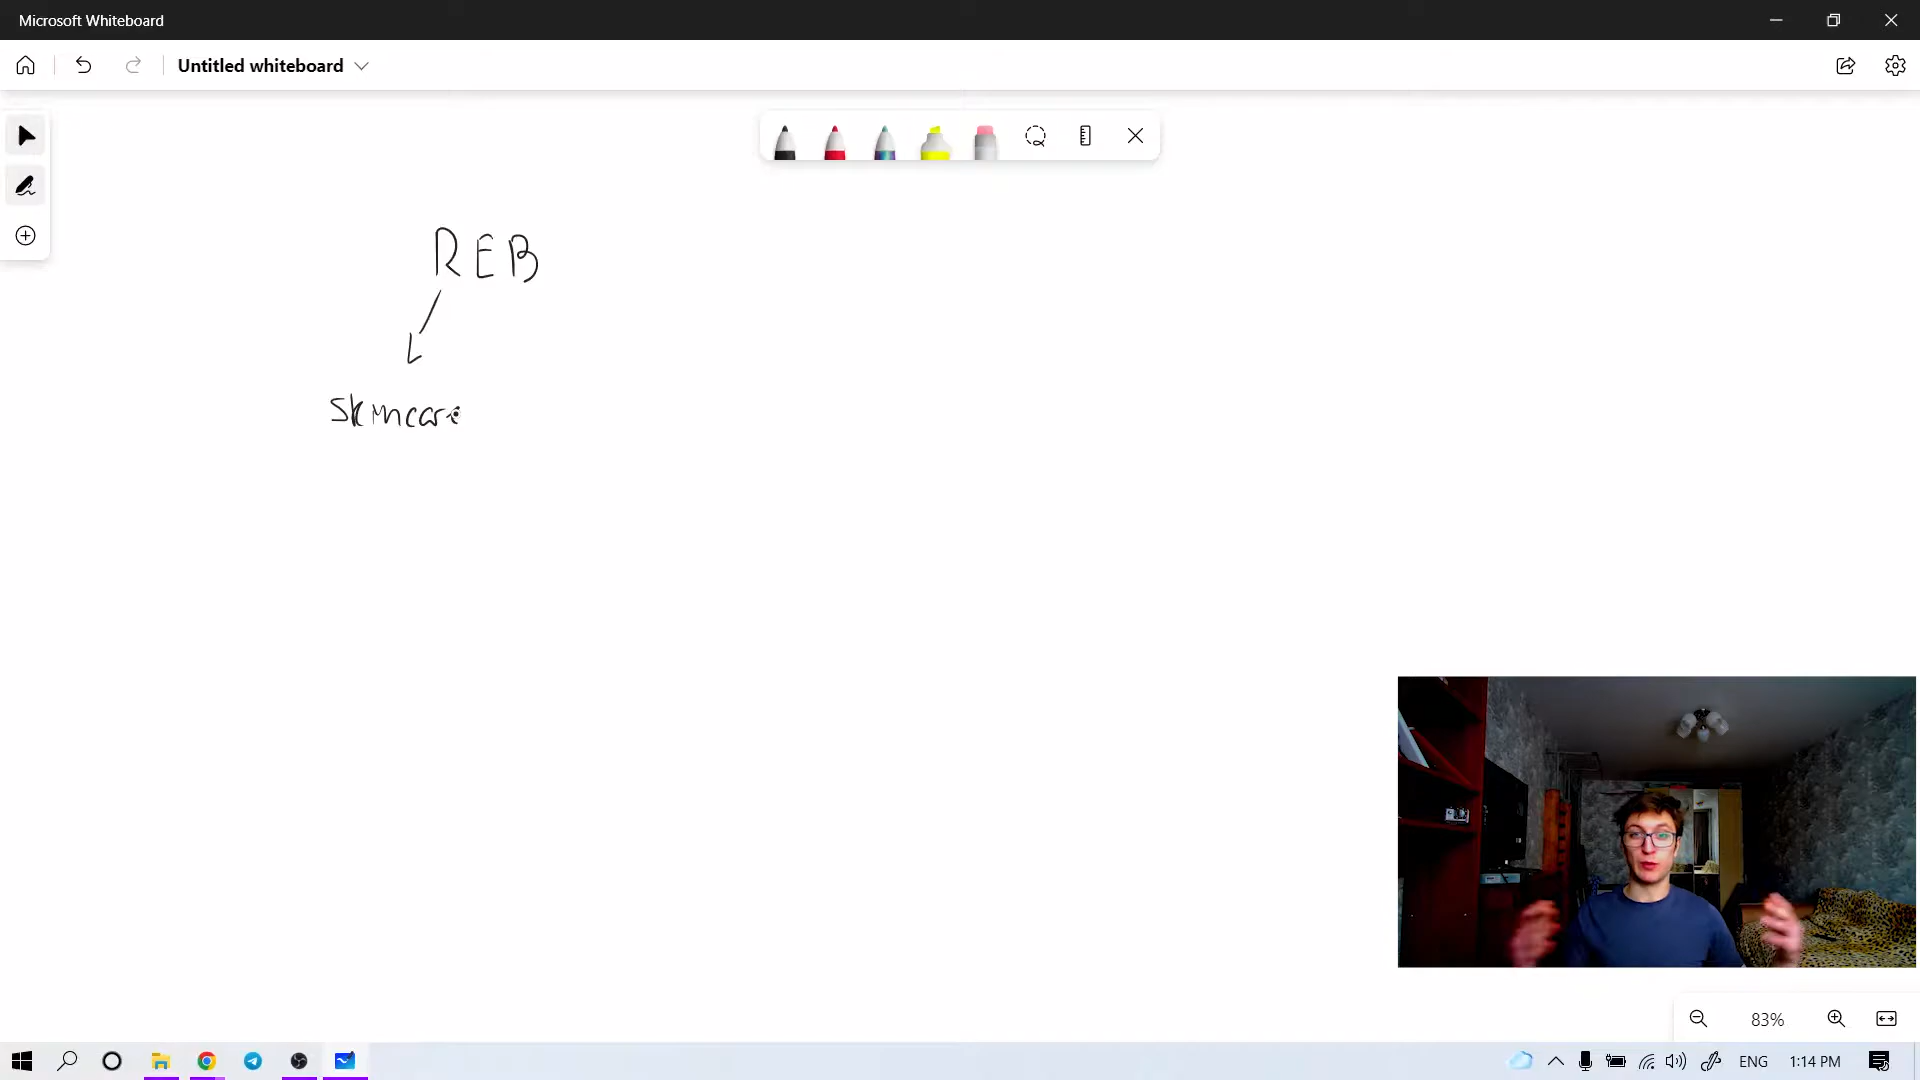 Microsoft Whiteboard
Untitled whiteboard
REB
Skincare
83%
ENG
1:14 PM